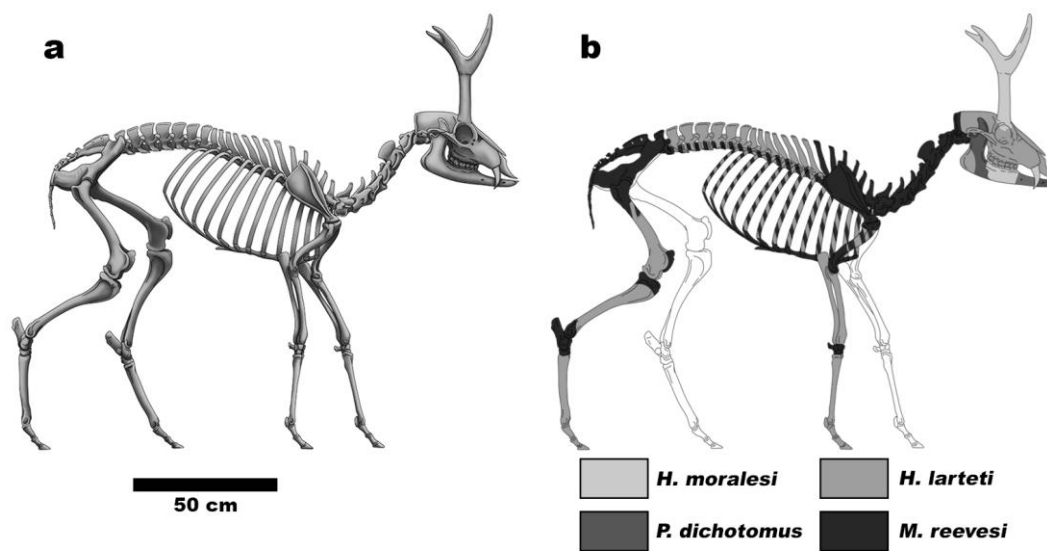 a
b
50 cm
H. moralesi
H. larteti
P. dichotomus
M. reevesi